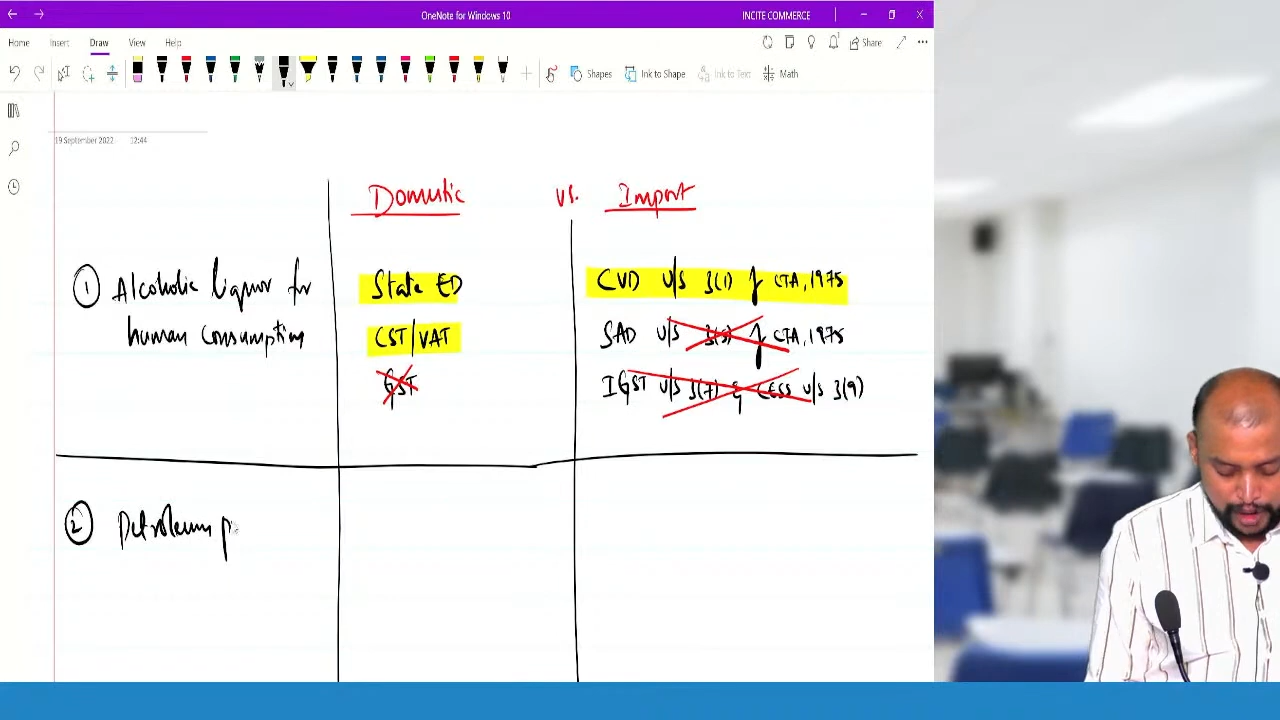 OneNote for Windows 10
INCITE COMMERCE
Home Insert Draw View Help
Share
Shapes Ink to Shape Ink to Text Math
19 September 2022 12:44
Domestic vs. Import
① Alcoholic liquor for
human consumption
State ED
CST/VAT
GST
CVD u/s 3(1) of CTA, 1975
SAD u/s 3(5) of CTA, 1975
IGST u/s 3(7) & CESS u/s 3(9)
② Petroleum p